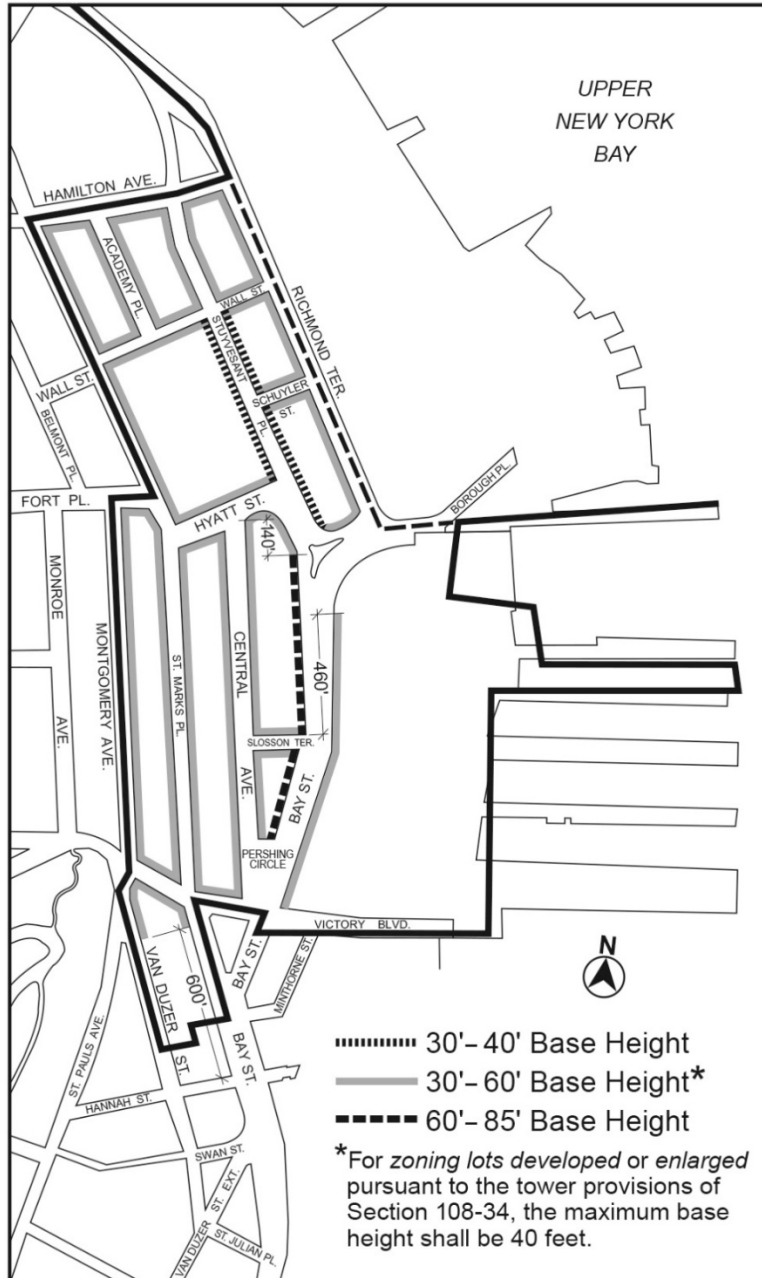 UPPER
NEW YORK
BAY
HAMILTON AVE.
ACADEMY PL.
WALL ST.
RICHMOND TER.
STUYVESANT
PL.
SCHUYLER
ST.
WALL ST.
BELMONT PL.
BOROUGH PL.
FORT PL.
HYATT ST.
140'
MONROE
AVE.
MONTGOMERY AVE.
ST. MARKS PL.
CENTRAL
AVE.
460'
SLOSSON TER.
BAY ST.
PERSHING
CIRCLE
VICTORY BLVD.
VAN DUZER
ST.
600'
BAY ST.
MINTHORNE ST.
BAY ST.
ST. PAULS AVE.
HANNAH ST.
SWAN ST.
VAN DUZER
ST. EXT.
ST. JULIAN PL.
N
30'–40' Base Height
30'–60' Base Height*
60'–85' Base Height
*For zoning lots developed or enlarged
pursuant to the tower provisions of
Section 108-34, the maximum base
height shall be 40 feet.